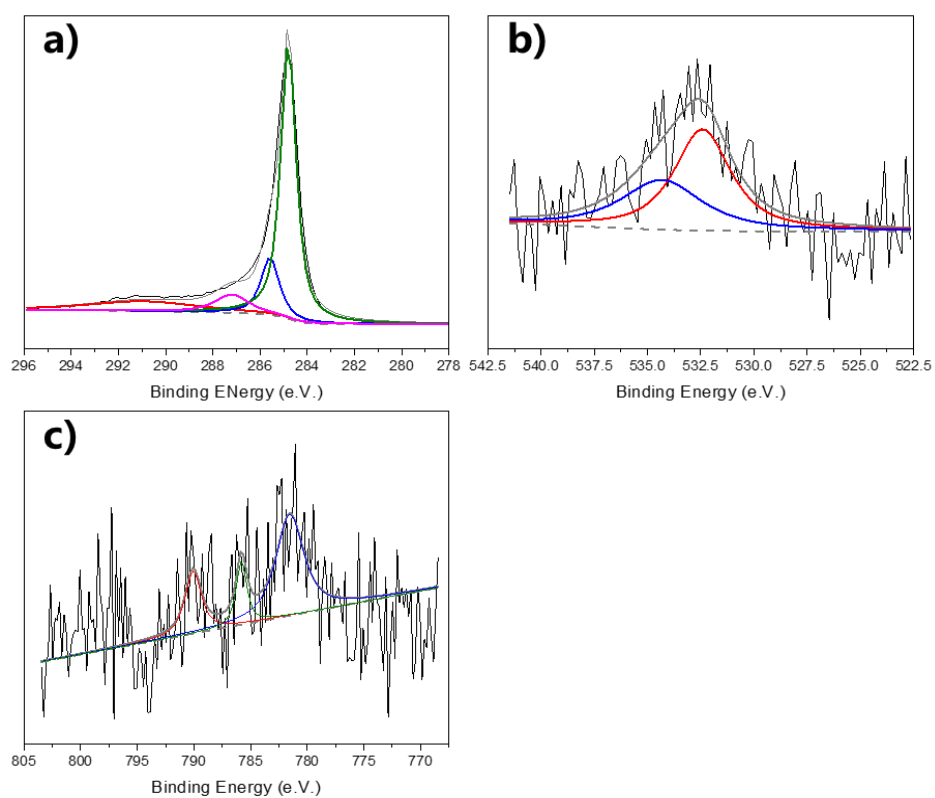 a)
296 294 292 290 288 286 284 282 280 278
Binding ENergy (e.V.)
b)
542.5 540.0 537.5 535.0 532.5 530.0 527.5 525.0 522.5
Binding Energy (e.V.)
c)
805 800 795 790 785 780 775 770
Binding Energy (e.V.)